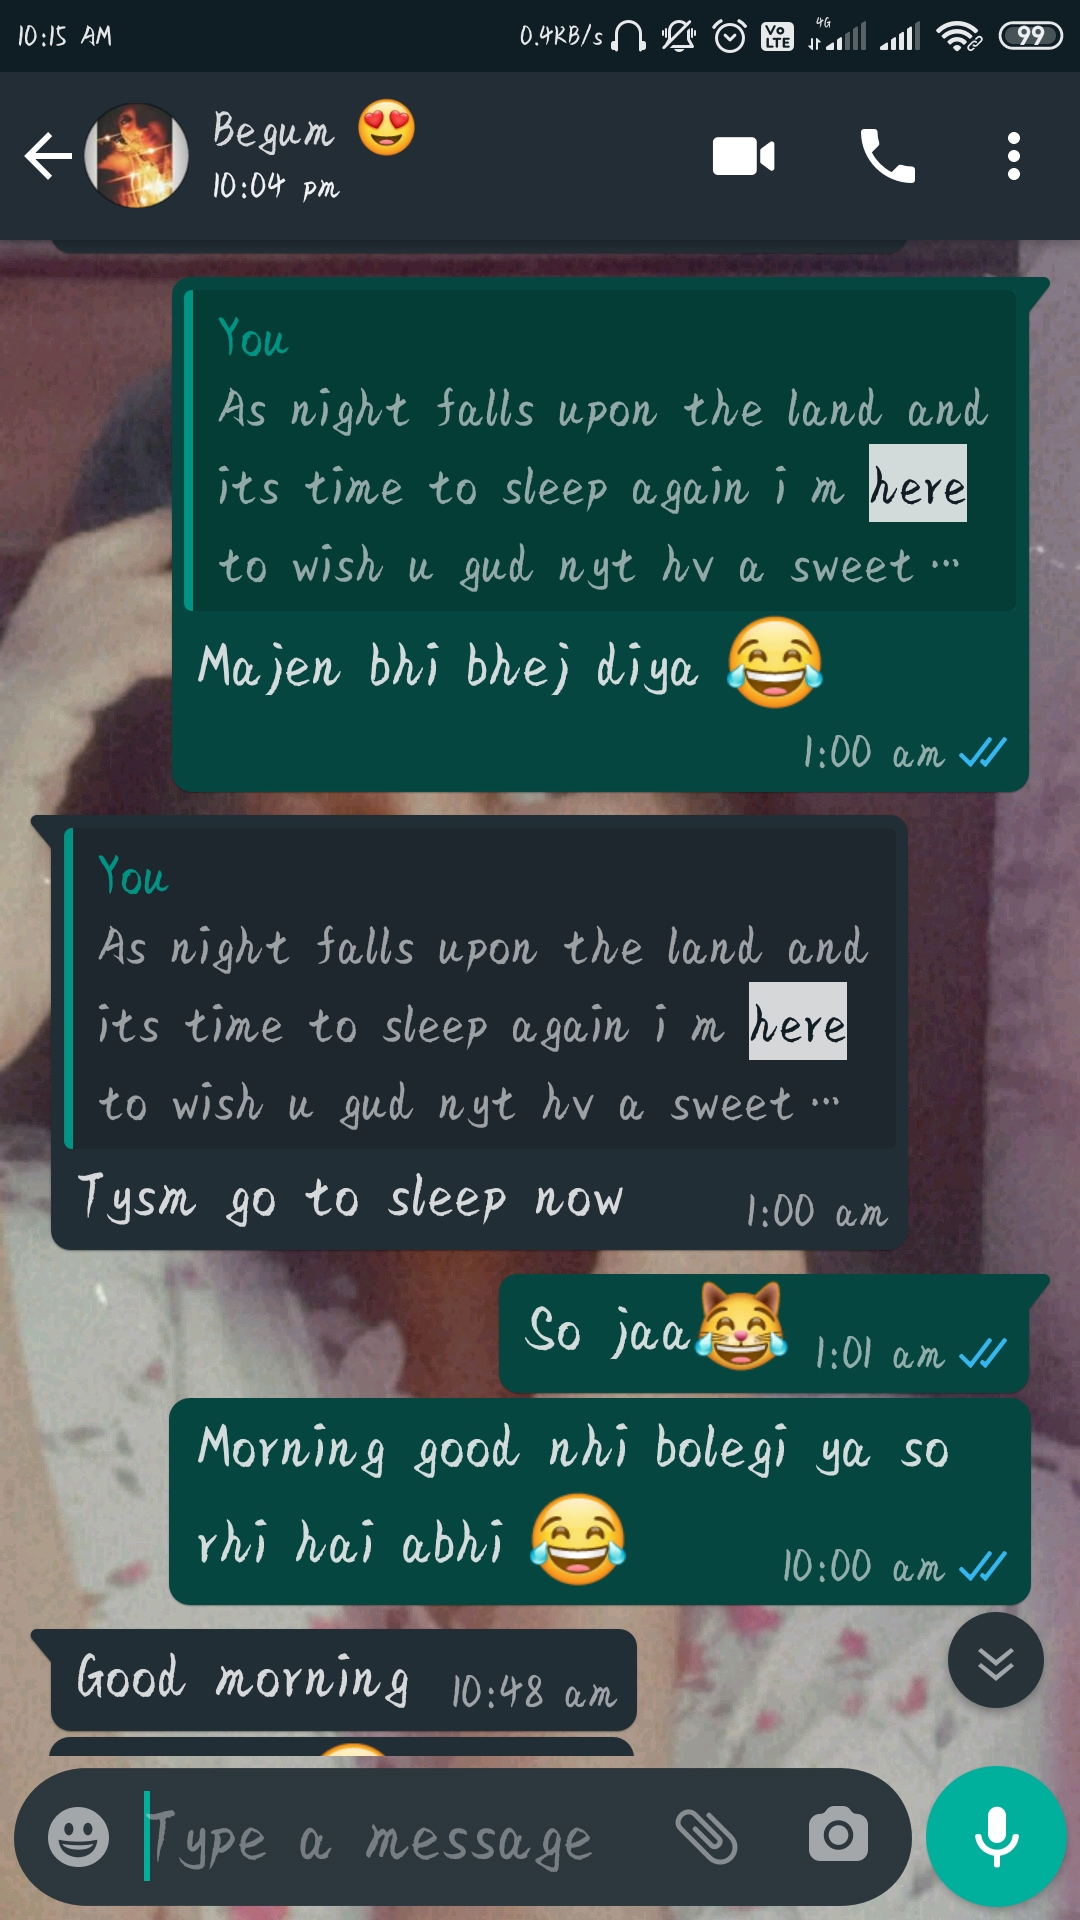 10:15 AM 0.4KB/s Vo LTE 4G 99
Begum 😍
10:04 pm
You
As night falls upon the land and
its time to sleep again i m here
to wish u gud nyt hv a sweet ...
Majen bhi bhej diya 😂
1:00 am
You
As night falls upon the land and
its time to sleep again i m here
to wish u gud nyt hv a sweet ...
Tysm go to sleep now 1:00 am
So jaa😹 1:01 am
Morning good nhi bolegi ya so
rhi hai abhi 😂 10:00 am
Good morning 10:48 am
Type a message